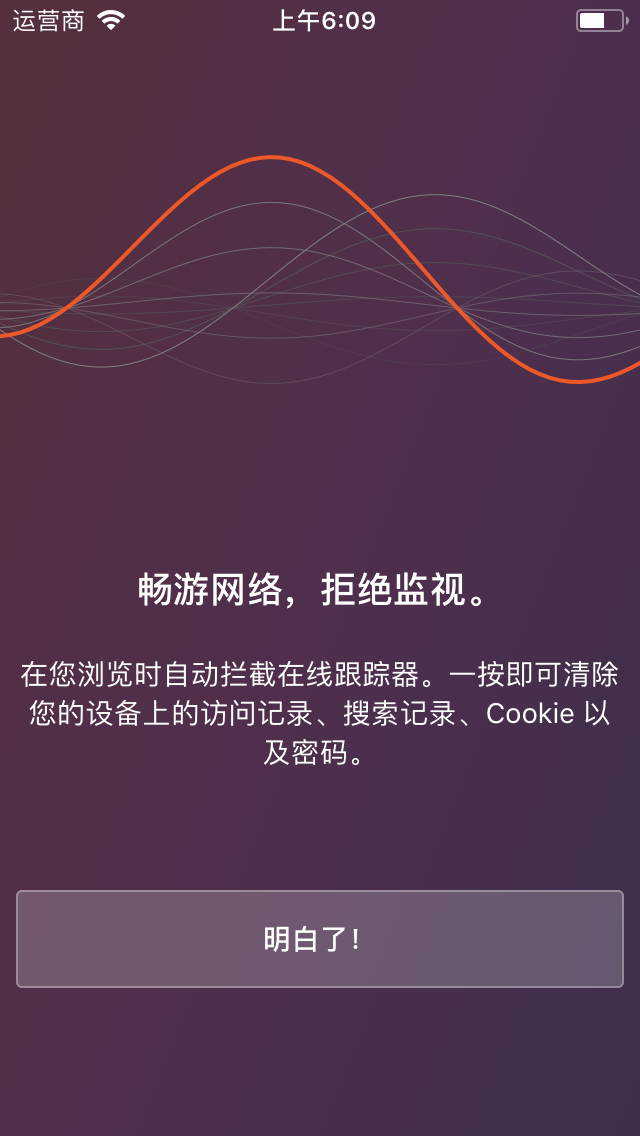 运营商 上午6:09
畅游网络，拒绝监视。
在您浏览时自动拦截在线跟踪器。一按即可清除
您的设备上的访问记录、搜索记录、Cookie 以
及密码。
明白了！